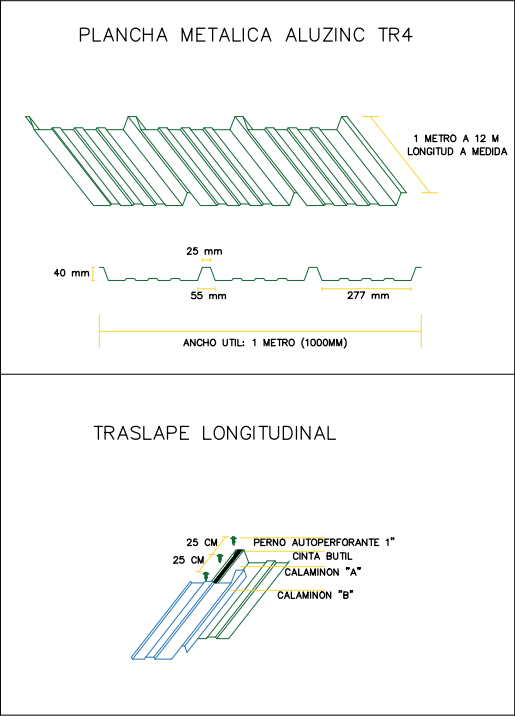 PLANCHA METALICA ALUZINC TR4
1 METRO A 12 M
LONGITUD A MEDIDA
25 mm
40 mm
55 mm
277 mm
ANCHO UTIL: 1 METRO (1000MM)
TRASLAPE LONGITUDINAL
25 CM
PERNO AUTOPERFORANTE 1"
25 CM
CINTA BUTIL
CALAMINON "A"
CALAMINON "B"